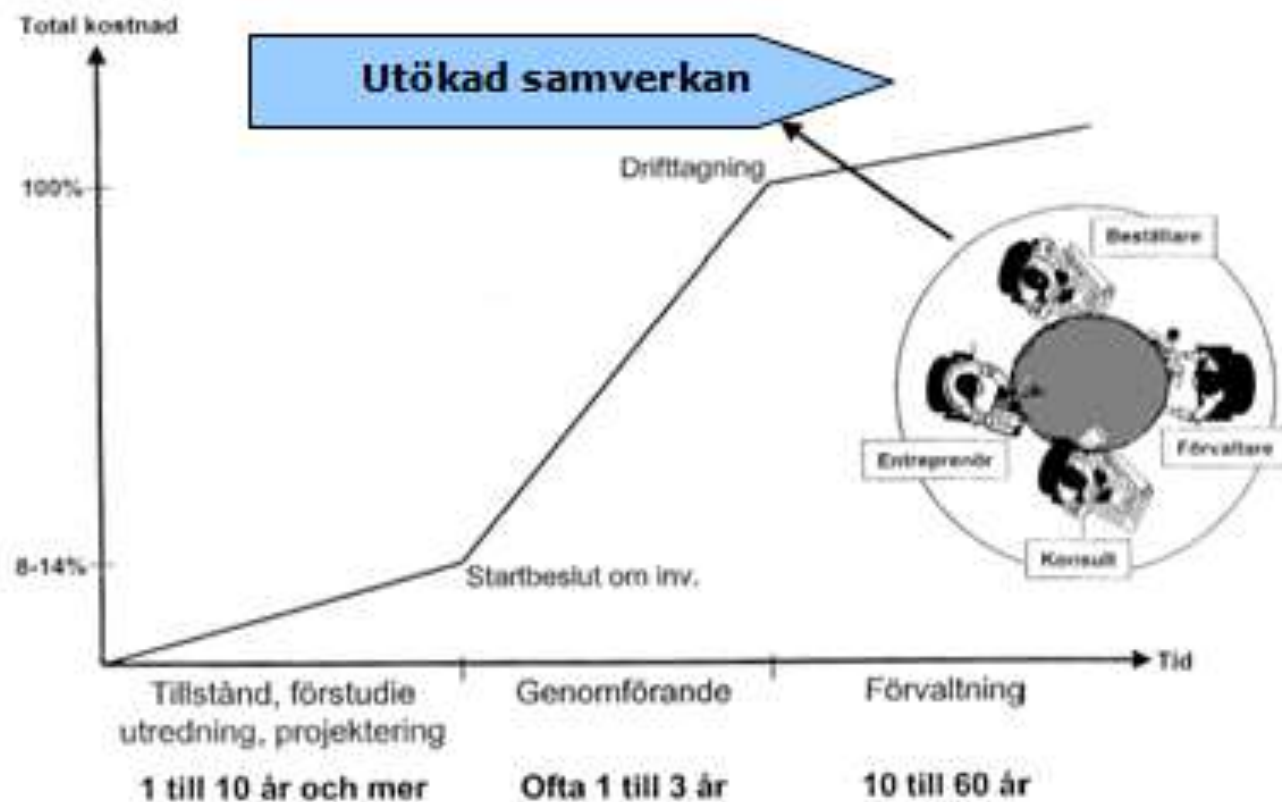 Total kostnad
Utökad samverkan
Drifttagning
100%
Beställare
Entreprenör
Förvaltare
Konsult
8-14%
Startbeslut om inv.
Tid
Tillstånd, förstudie
utredning, projektering
Genomförande
Förvaltning
1 till 10 år och mer
Ofta 1 till 3 år
10 till 60 år